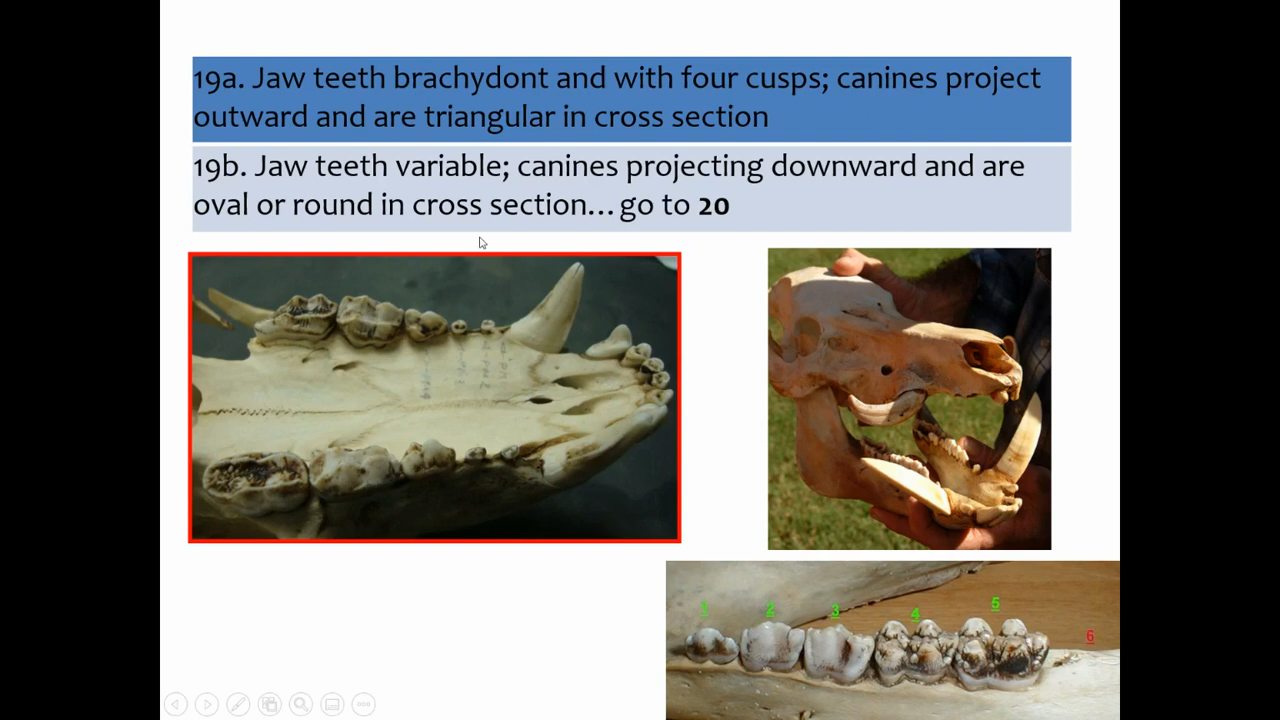 19a. Jaw teeth brachydont and with four cusps; canines project
outward and are triangular in cross section
19b. Jaw teeth variable; canines projecting downward and are
oval or round in cross section... go to 20
1 2 3 4 5 6